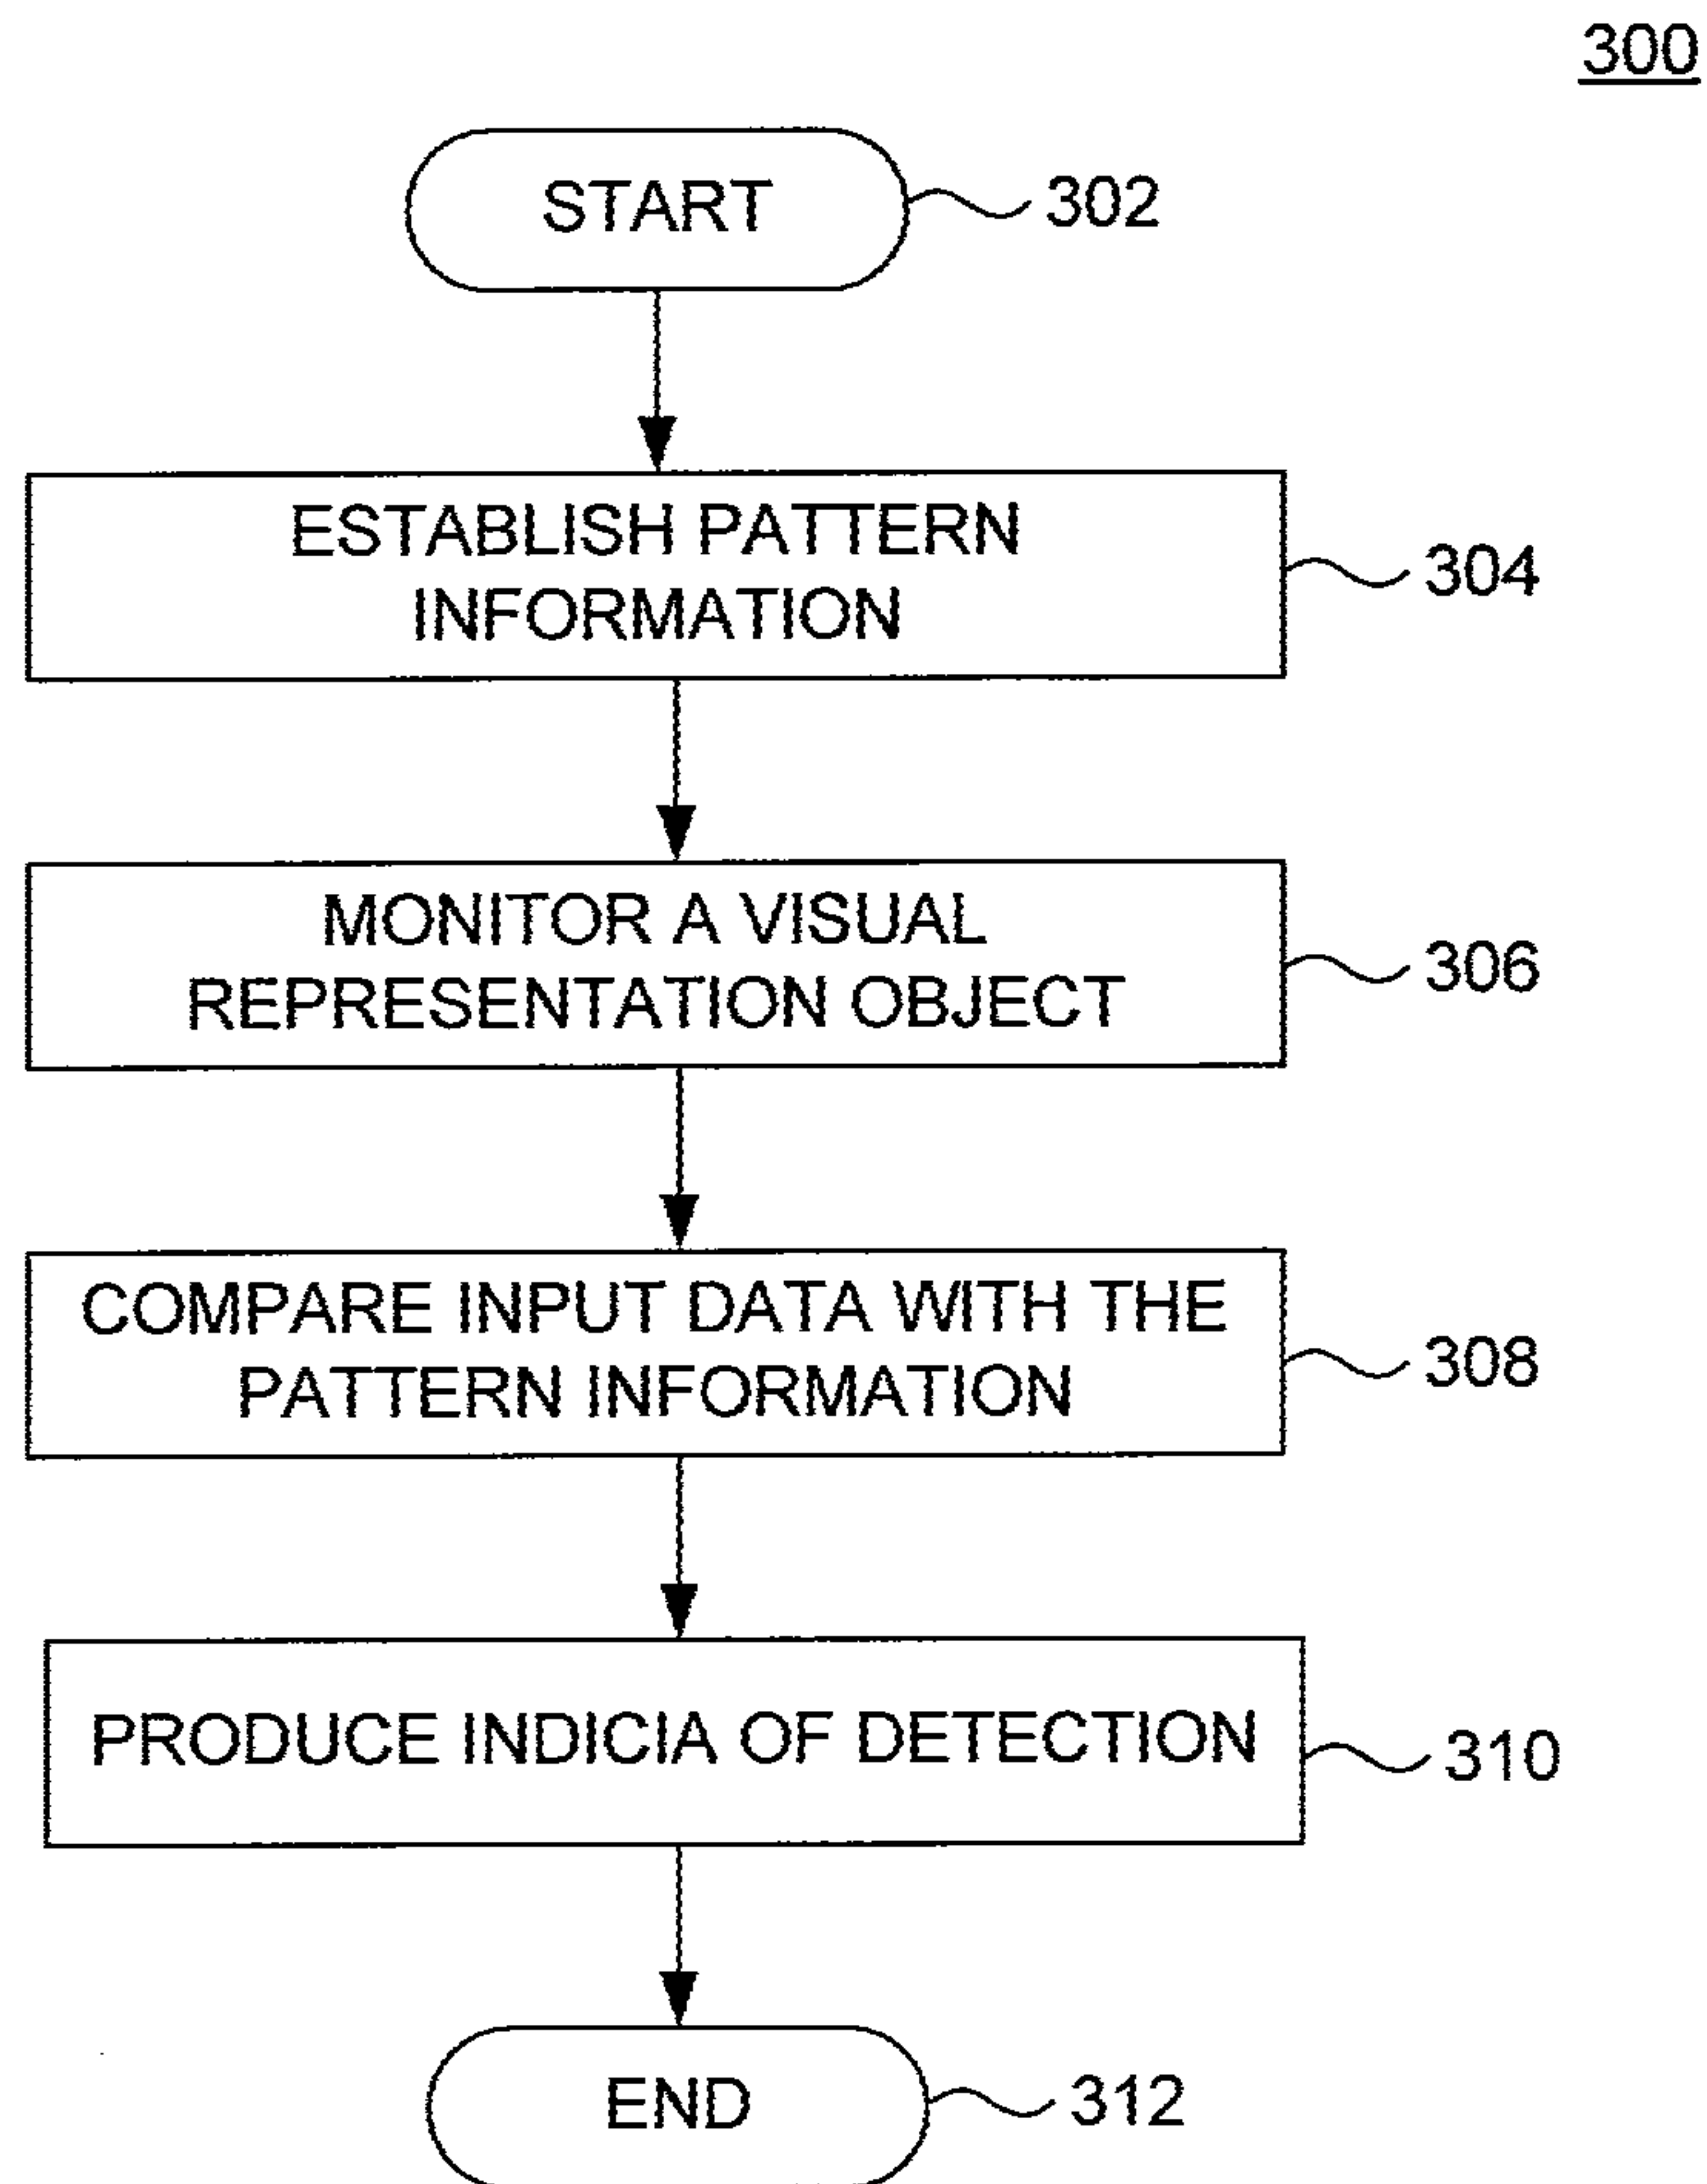 300
START
302
ESTABLISH PATTERN
INFORMATION
304
MONITOR A VISUAL
REPRESENTATION OBJECT
306
COMPARE INPUT DATA WITH THE
PATTERN INFORMATION
308
PRODUCE INDICIA OF DETECTION
310
END
312